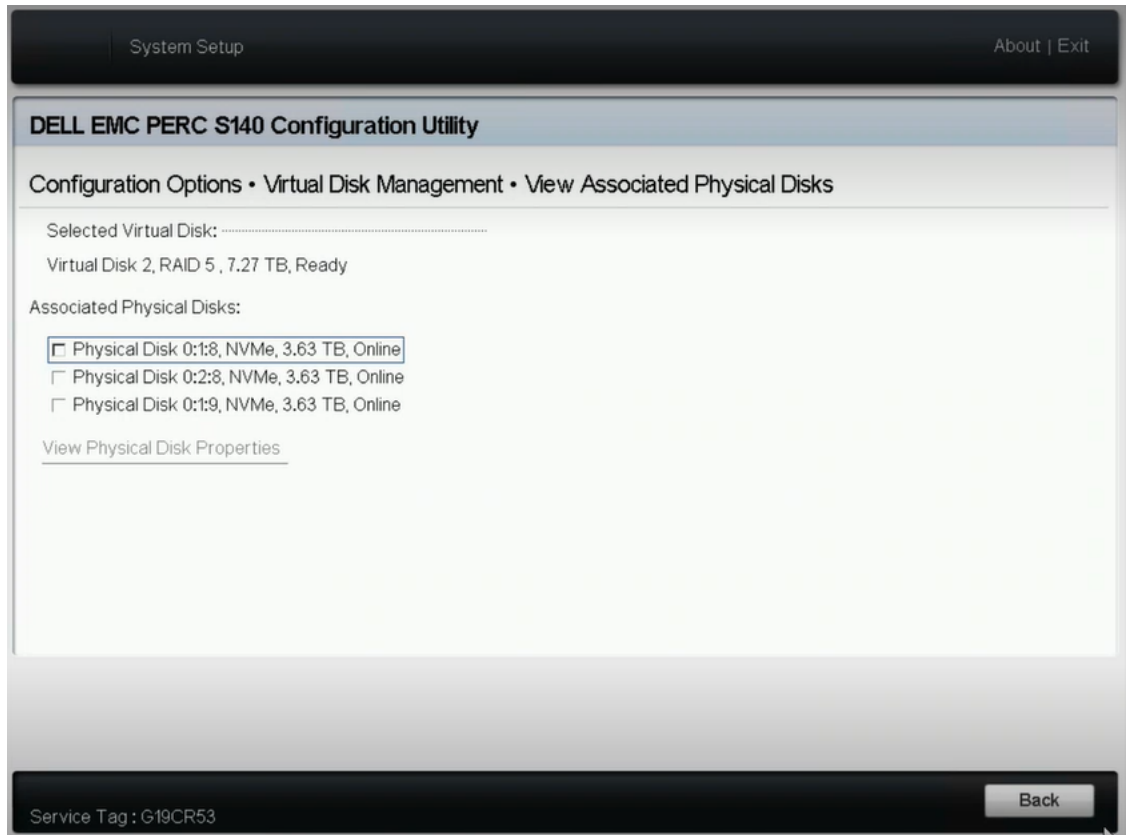 System Setup
About | Exit
DELL EMC PERC S140 Configuration Utility
Configuration Options • Virtual Disk Management • View Associated Physical Disks
Selected Virtual Disk:
Virtual Disk 2, RAID 5 , 7.27 TB, Ready
Associated Physical Disks:
Physical Disk 0:1:8, NVMe, 3.63 TB, Online
Physical Disk 0:2:8, NVMe, 3.63 TB, Online
Physical Disk 0:1:9, NVMe, 3.63 TB, Online
View Physical Disk Properties
Back
Service Tag : G19CR53